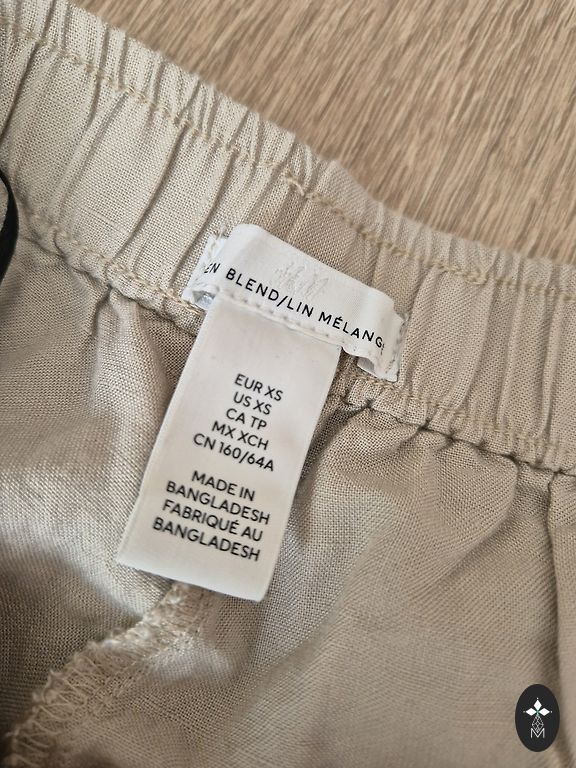 H&M
EN BLEND/LIN MÉLANG
EUR XS
US XS
CA TP
MX XCH
CN 160/64A
MADE IN
BANGLADESH
FABRIQUÉ AU
BANGLADESH
M